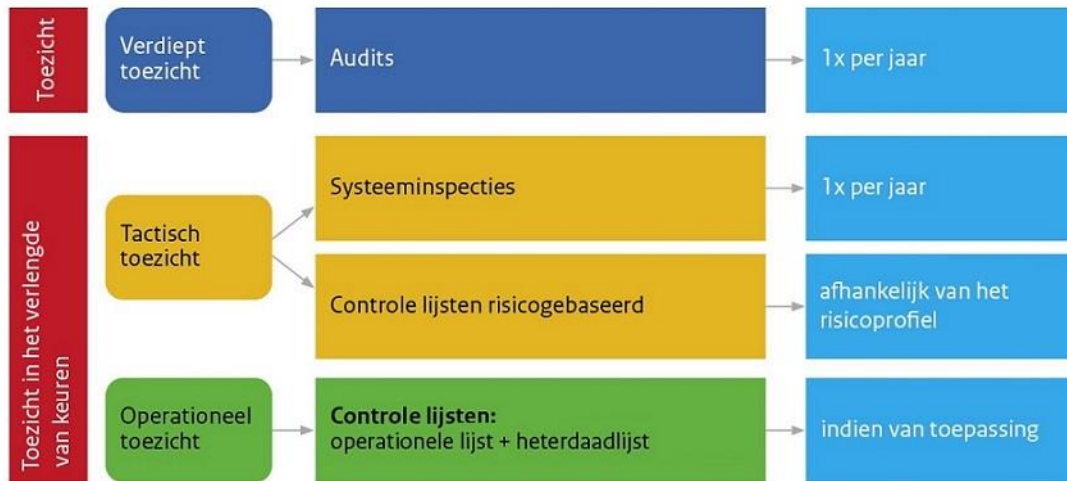 Toezicht
Verdiept
toezicht
Audits
1x per jaar
Toezicht in het verlengde
van keuren
Tactisch
toezicht
Systeeminspecties
1x per jaar
Controle lijsten risicogebaseerd
afhankelijk van het
risicoprofiel
Operationeel
toezicht
Controle lijsten:
operationele lijst + heterdaadlijst
indien van toepassing